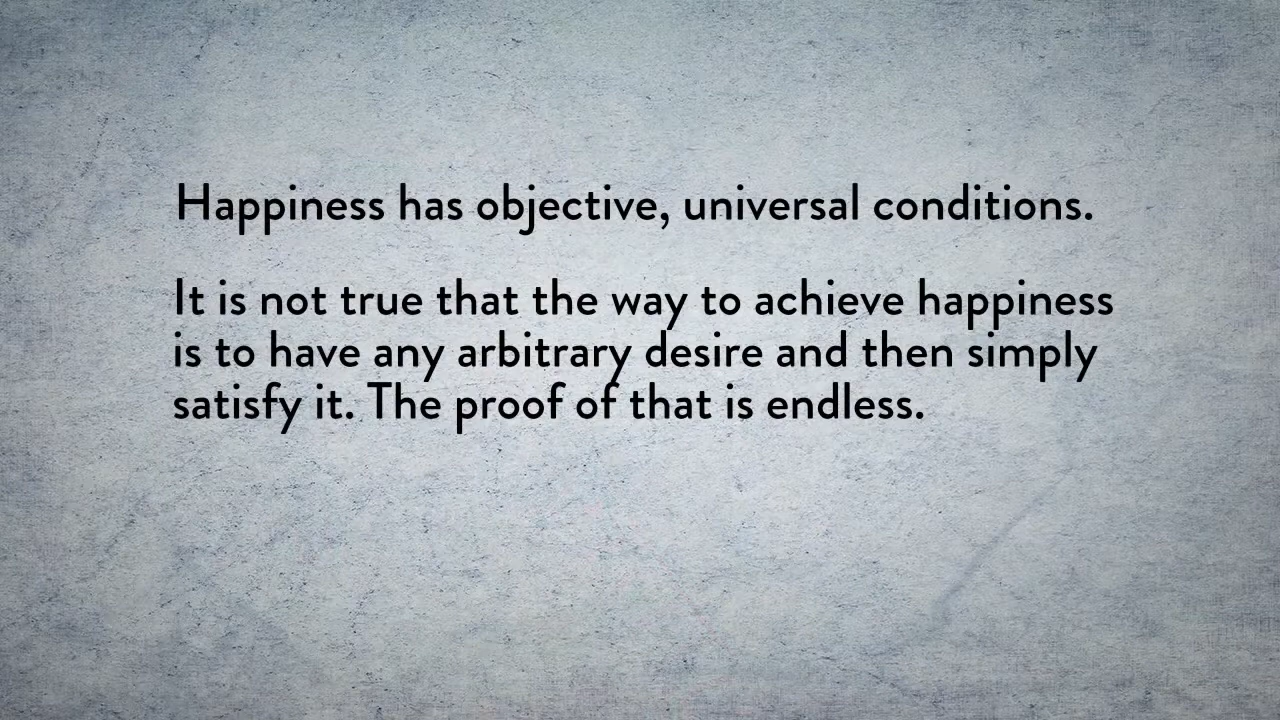 Happiness has objective, universal conditions.
It is not true that the way to achieve happiness
is to have any arbitrary desire and then simply
satisfy it. The proof of that is endless.